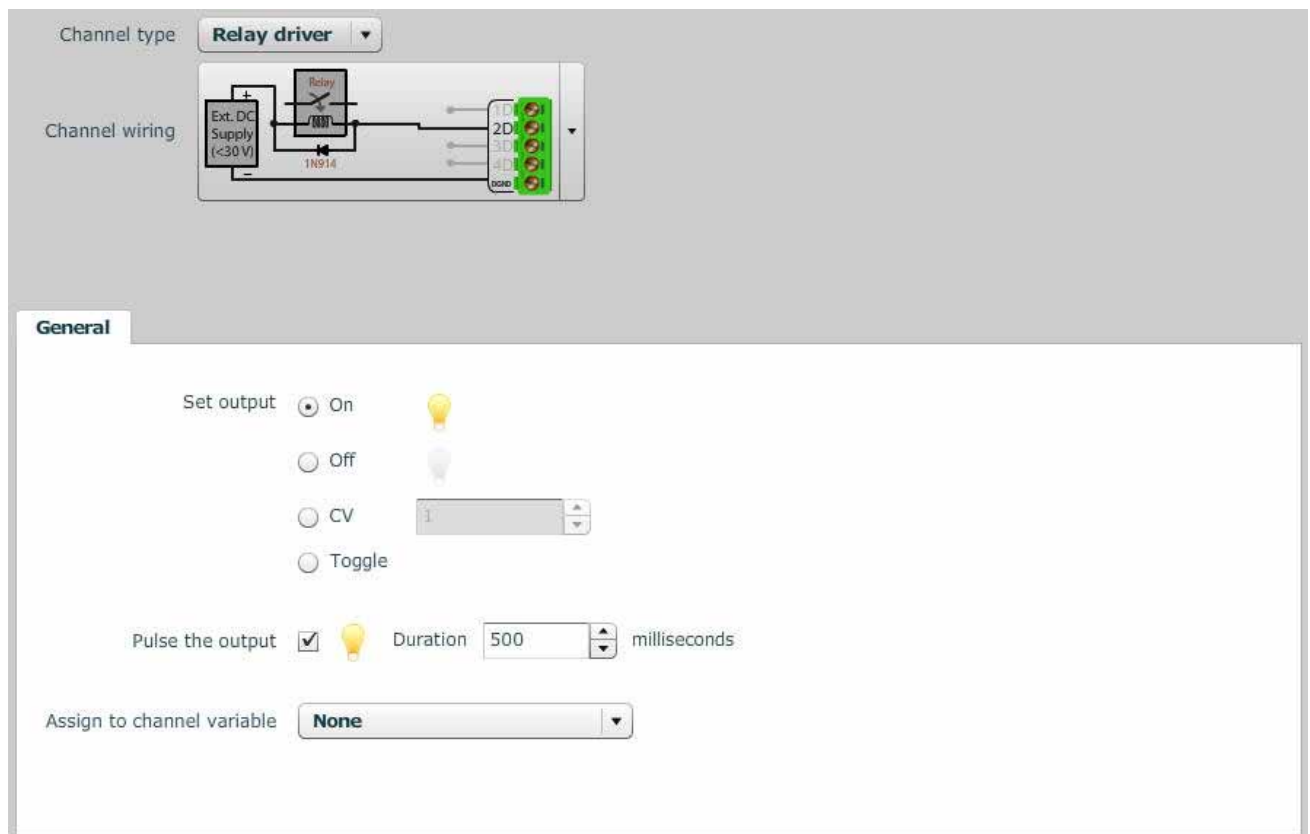 Channel type Relay driver
Channel wiring
+
Relay
Ext. DC
Supply
(<30 V)
1N914
−
1D
2D
3D
4D
DGND
General
Set output On
Off
CV 1
Toggle
Pulse the output Duration 500 milliseconds
Assign to channel variable None